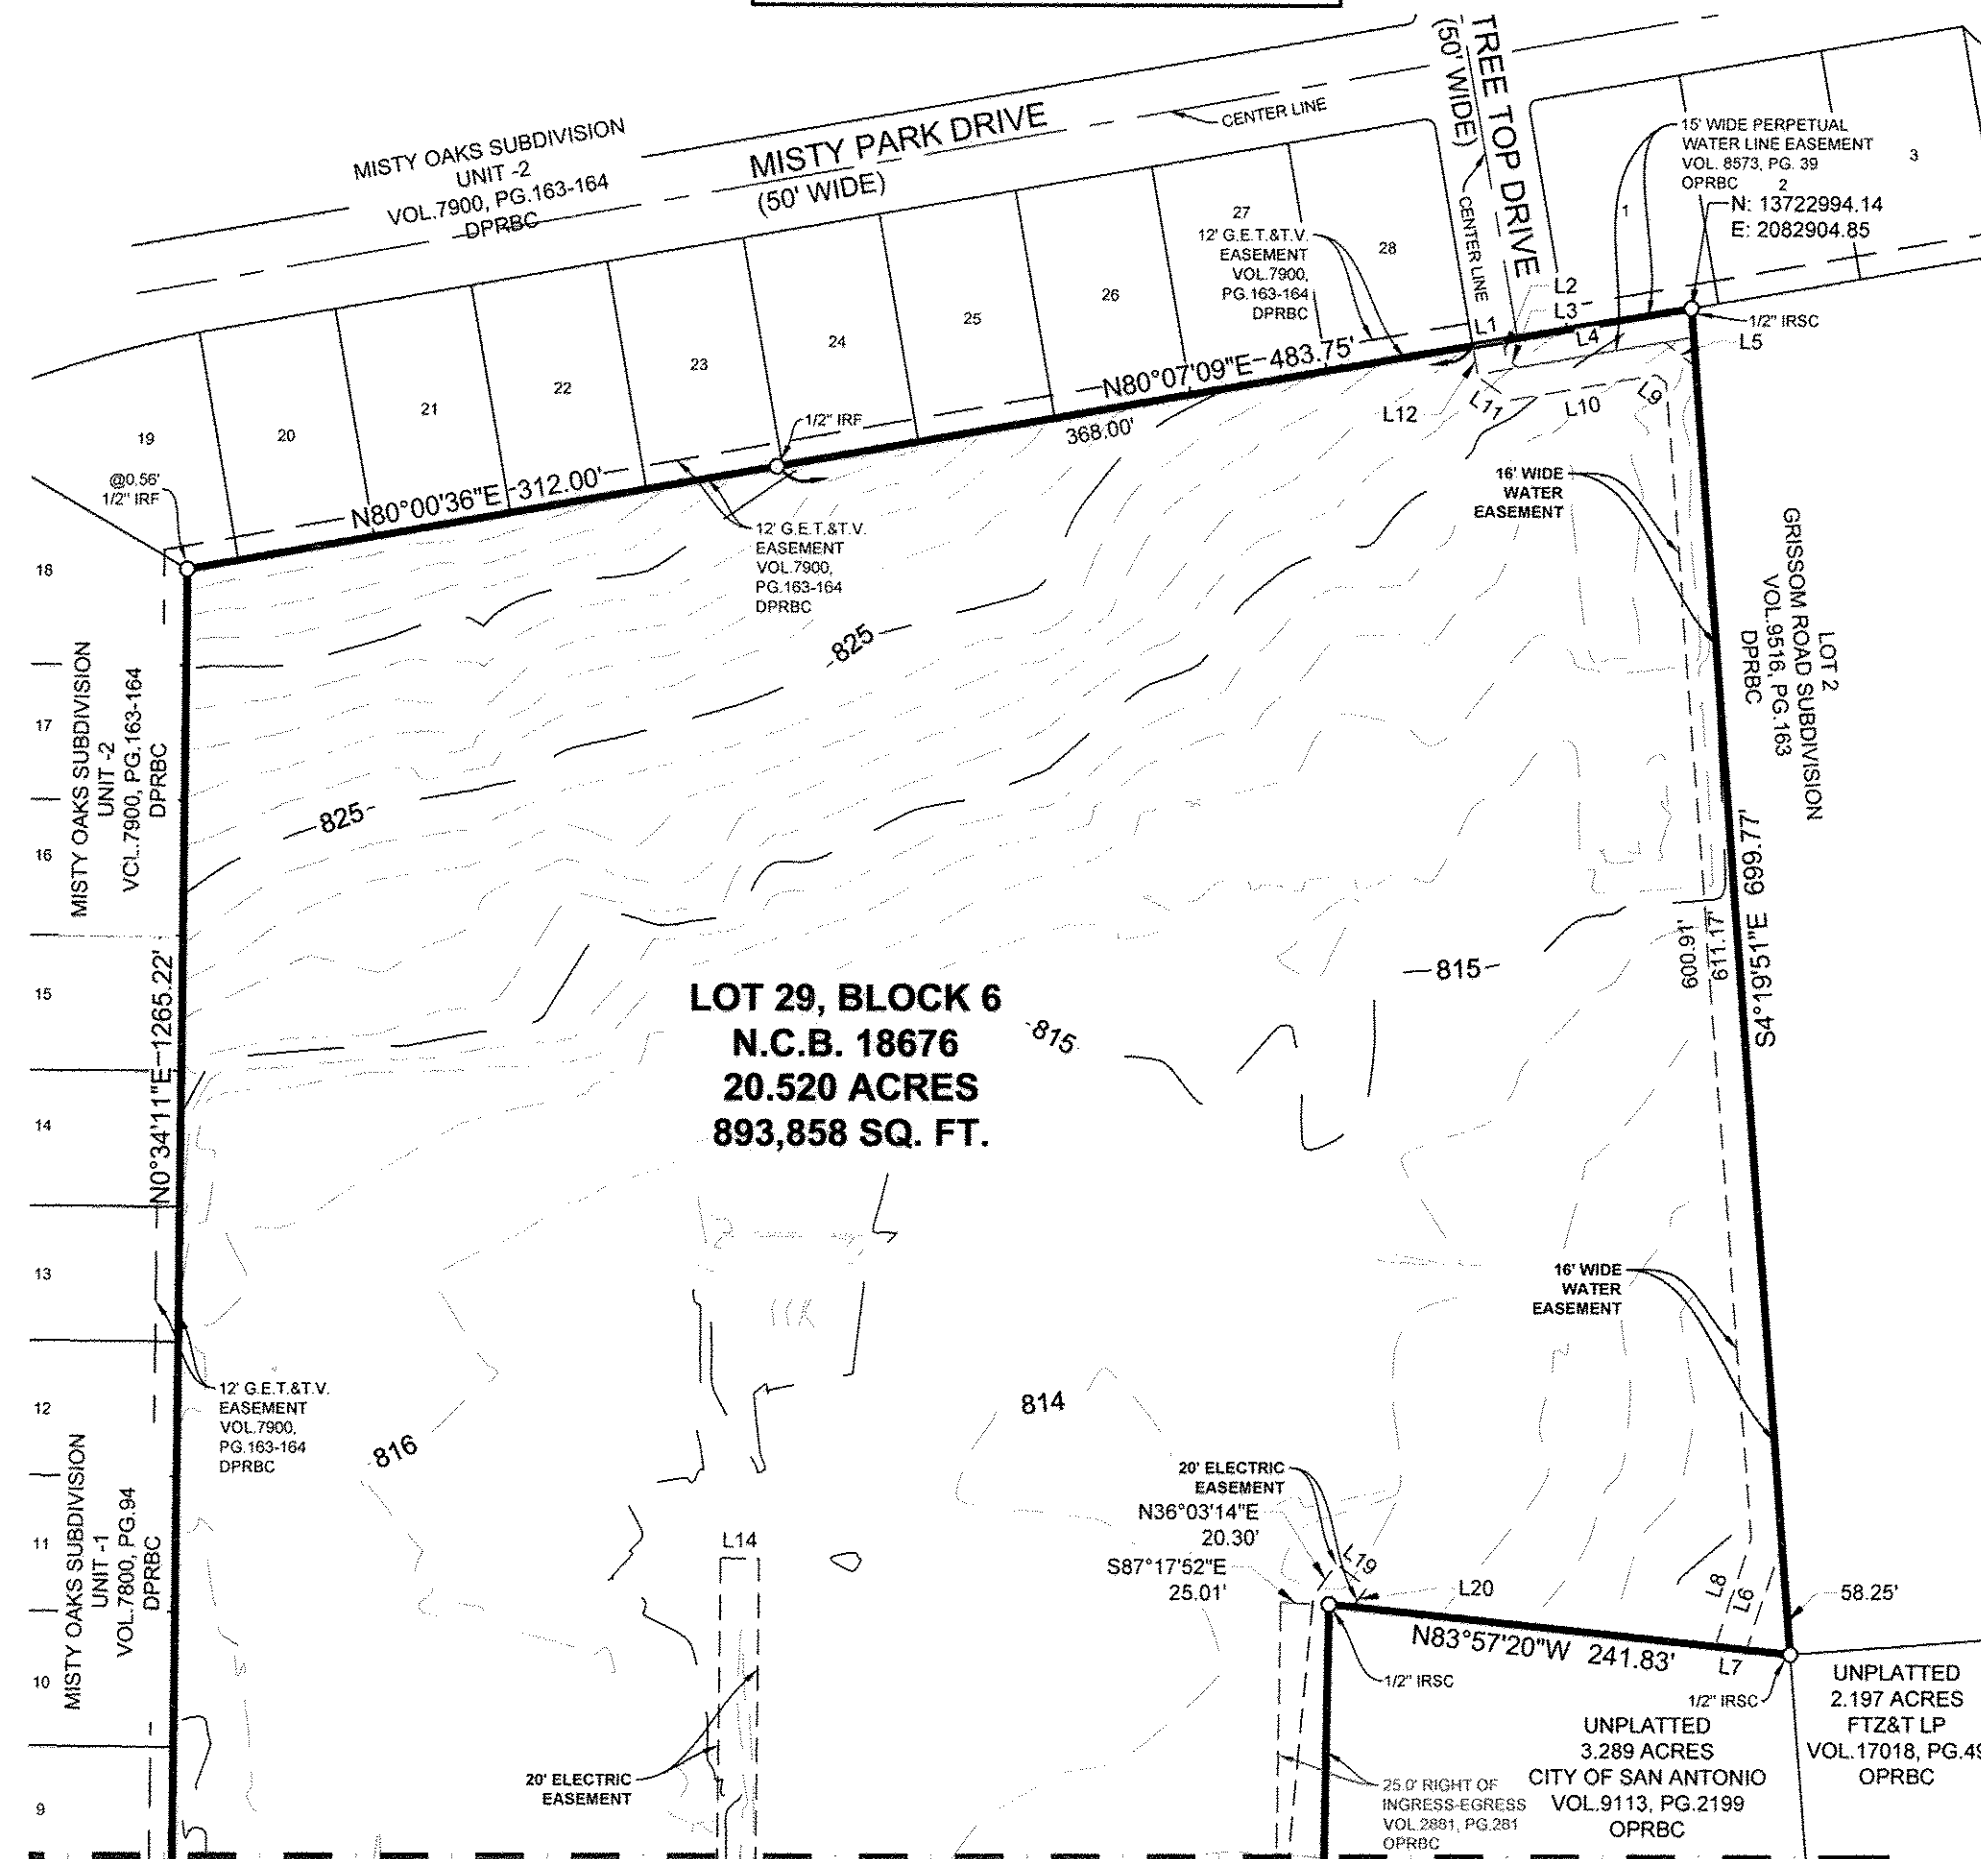 MISTY OAKS SUBDIVISION
UNIT -2
VOL.7900, PG.163-164
DPRBC
MISTY PARK DRIVE
(50' WIDE)
CENTER LINE
TREE TOP DRIVE
(50' WIDE)
CENTER LINE
15' WIDE PERPETUAL
WATER LINE EASEMENT
VOL. 8573, PG. 39
OPRBC
1
2
3
N: 13722994.14
E: 2082904.85
1/2" IRSC
L5
L2
L3
L1
L4
L9
L10
L11
L12
27
12' G.E.T.&T.V.
EASEMENT
VOL.7900,
PG.163-164
DPRBC
28
26
25
24
23
22
21
20
19
@0.56'
1/2" IRF
1/2" IRF
N80°07'09"E 483.75'
368.00'
N80°00'36"E 312.00'
12' G.E.T.&T.V.
EASEMENT
VOL.7900,
PG.163-164
DPRBC
16' WIDE
WATER
EASEMENT
LOT 2
GRISSOM ROAD SUBDIVISION
VOL.9516, PG.163
DPRBC
18
17
16
15
14
13
12
11
10
9
MISTY OAKS SUBDIVISION
UNIT -2
VCL.7900, PG.163-164
DPRBC
825
825
S4°19'51"E 669.77'
600.91'
611.17'
N0°34'11"E 1265.22'
LOT 29, BLOCK 6
N.C.B. 18676
20.520 ACRES
893,858 SQ. FT.
815
815
16' WIDE
WATER
EASEMENT
12' G.E.T.&T.V.
EASEMENT
VOL.7900,
PG.163-164
DPRBC
816
814
MISTY OAKS SUBDIVISION
UNIT -1
VOL.7800, PG.94
DPRBC
20' ELECTRIC
EASEMENT
N36°03'14"E
20.30'
S87°17'52"E
25.01'
L19
L20
L14
L8
L6
L7
58.25'
N83°57'20"W 241.83'
1/2" IRSC
1/2" IRSC
20' ELECTRIC
EASEMENT
25.0' RIGHT OF
INGRESS-EGRESS
VOL.2881, PG.281
OPRBC
UNPLATTED
3.289 ACRES
CITY OF SAN ANTONIO
VOL.9113, PG.2199
OPRBC
UNPLATTED
2.197 ACRES
FTZ&T LP
VOL.17018, PG.49
OPRBC